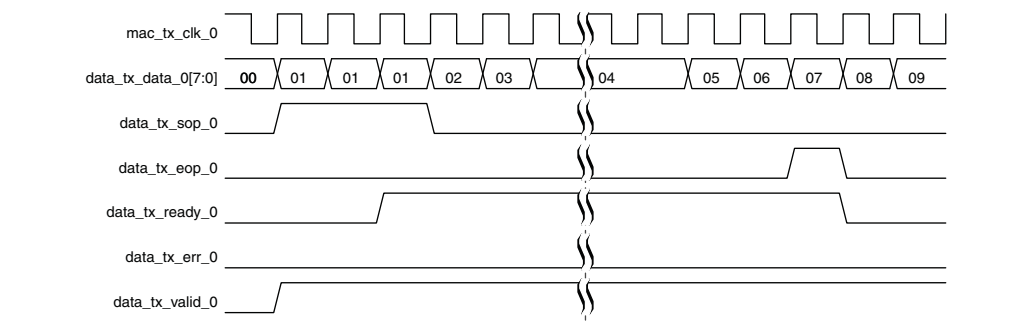 mac_tx_clk_0
data_tx_data_0[7:0] 00 01 01 01 02 03 04 05 06 07 08 09
data_tx_sop_0
data_tx_eop_0
data_tx_ready_0
data_tx_err_0
data_tx_valid_0